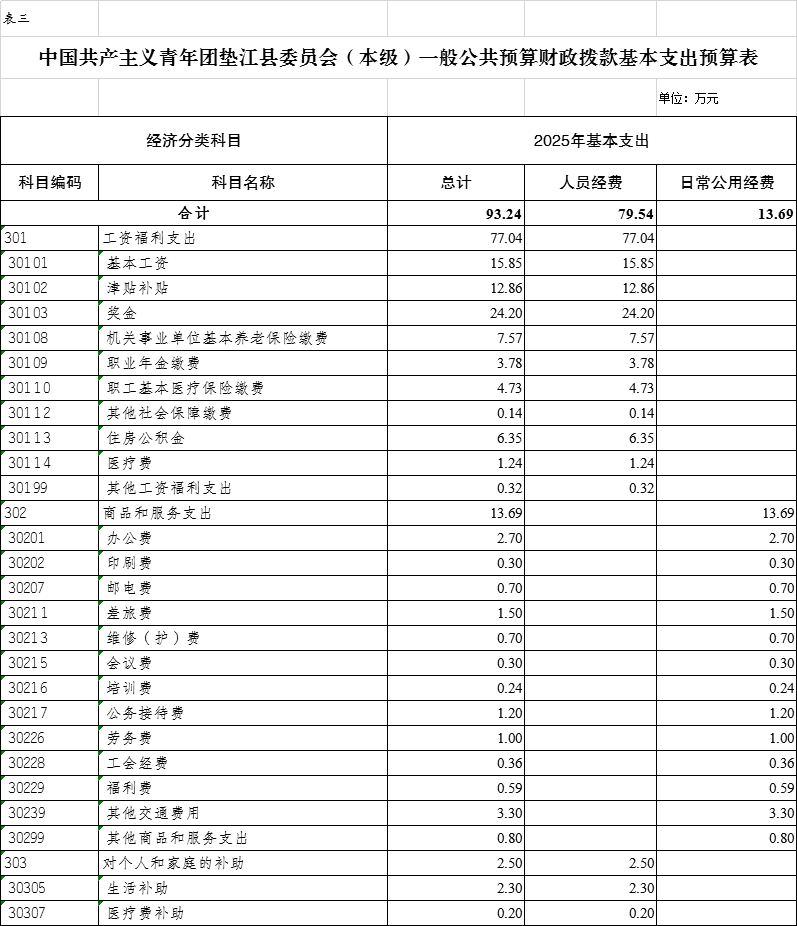 表三
中国共产主义青年团垫江县委员会（本级）一般公共预算财政拨款基本支出预算表
单位：万元
经济分类科目 2025年基本支出
科目编码 科目名称 总计 人员经费 日常公用经费
合计 93.24 79.54 13.69
301 工资福利支出 77.04 77.04
30101 基本工资 15.85 15.85
30102 津贴补贴 12.86 12.86
30103 奖金 24.20 24.20
30108 机关事业单位基本养老保险缴费 7.57 7.57
30109 职业年金缴费 3.78 3.78
30110 职工基本医疗保险缴费 4.73 4.73
30112 其他社会保障缴费 0.14 0.14
30113 住房公积金 6.35 6.35
30114 医疗费 1.24 1.24
30199 其他工资福利支出 0.32 0.32
302 商品和服务支出 13.69 13.69
30201 办公费 2.70 2.70
30202 印刷费 0.30 0.30
30207 邮电费 0.70 0.70
30211 差旅费 1.50 1.50
30213 维修（护）费 0.70 0.70
30215 会议费 0.30 0.30
30216 培训费 0.24 0.24
30217 公务接待费 1.20 1.20
30226 劳务费 1.00 1.00
30228 工会经费 0.36 0.36
30229 福利费 0.59 0.59
30239 其他交通费用 3.30 3.30
30299 其他商品和服务支出 0.80 0.80
303 对个人和家庭的补助 2.50 2.50
30305 生活补助 2.30 2.30
30307 医疗费补助 0.20 0.20